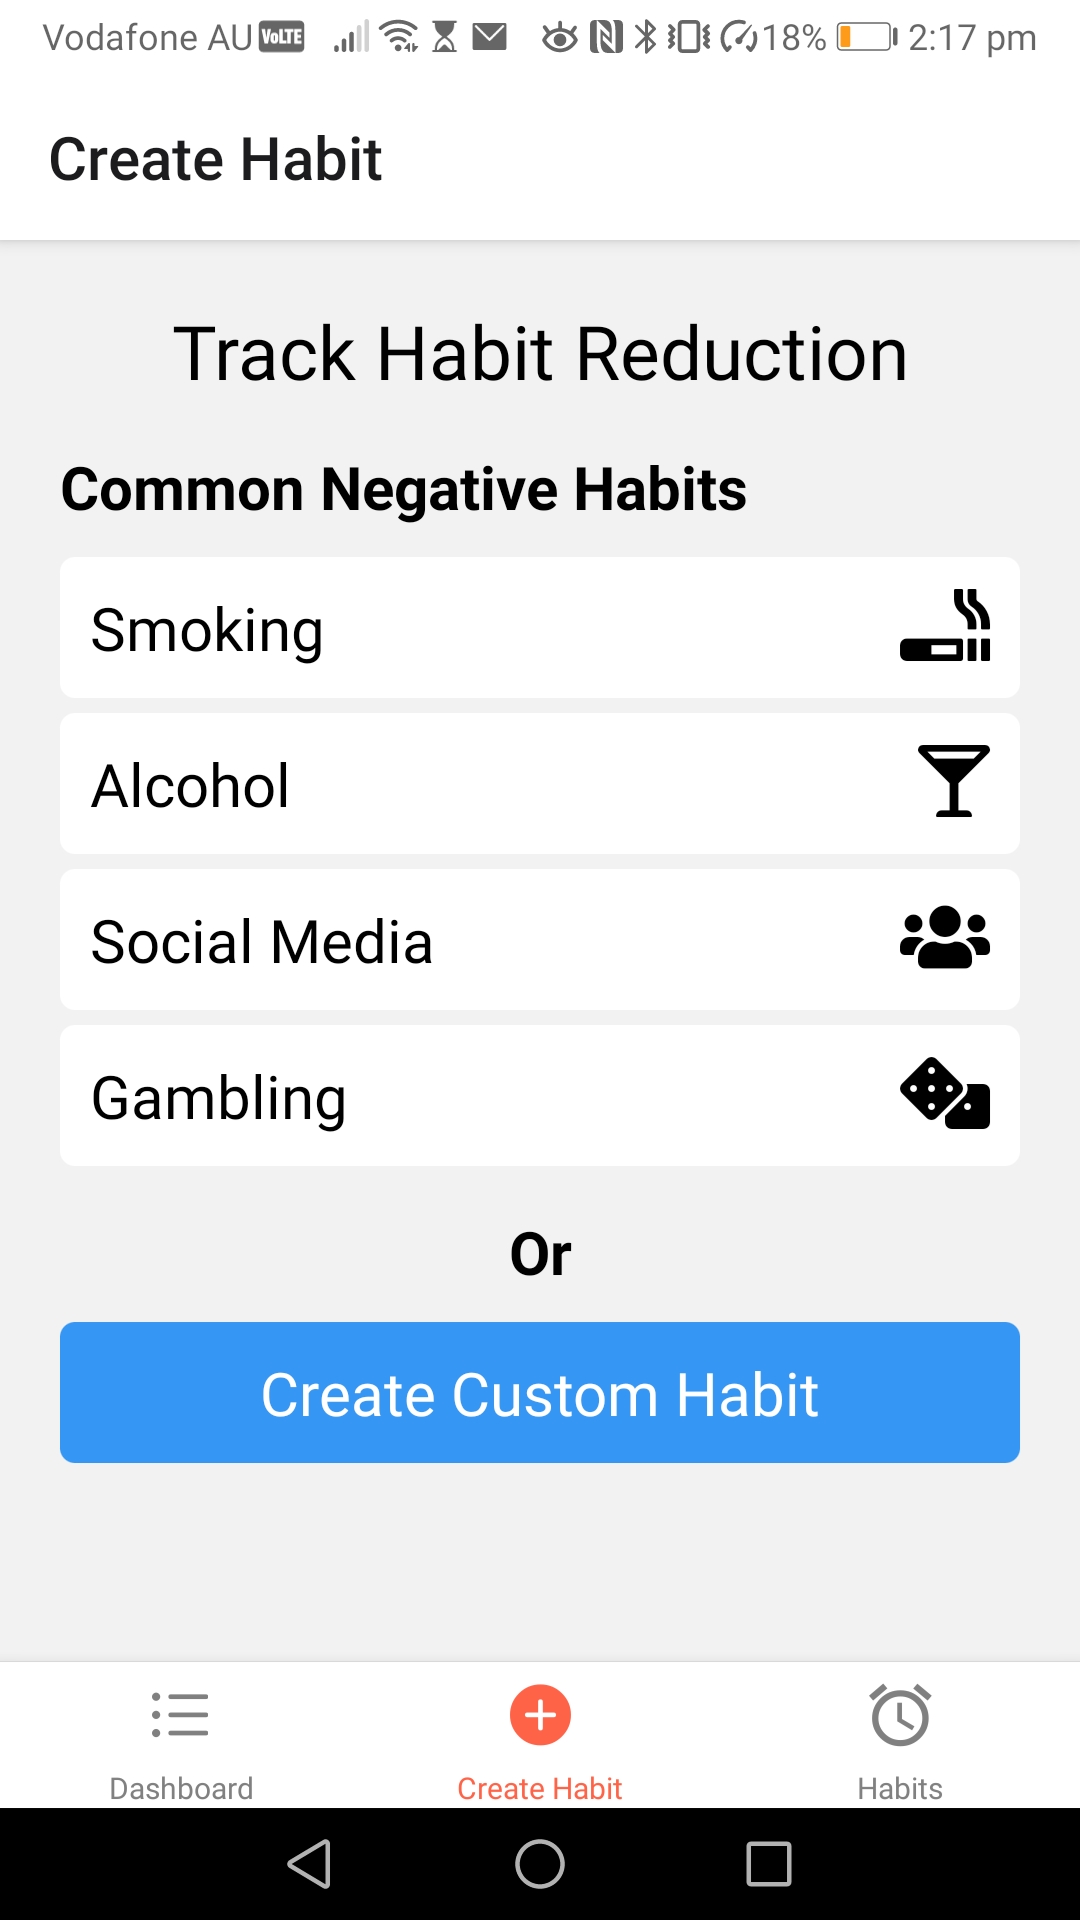 Vodafone AU VoLTE 18% 2:17 pm
Create Habit
Track Habit Reduction
Common Negative Habits
Smoking
Alcohol
Social Media
Gambling
Or
Create Custom Habit
Dashboard
Create Habit
Habits